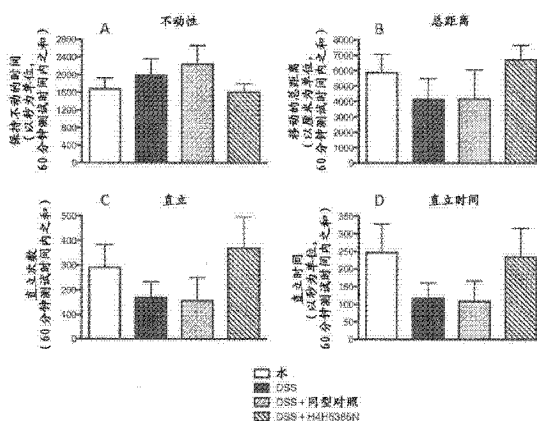 A 不动性
保持不动的时间
(以秒为单位,
60分钟测试时间内之和)
2800
2400
2000
1600
1200
800
400
0
B 总距离
移动的总距离
(以厘米为单位,
60分钟测试时间内之和)
8000
7000
6000
5000
4000
3000
2000
1000
0
C 直立
直立次数
(60分钟测试时间内之和)
500
400
300
200
100
0
D 直立时间
直立时间
(以秒为单位,
60分钟测试时间内之和)
350
300
250
200
150
100
50
0
水
DSS
DSS + 同型对照
DSS + H4H5365N